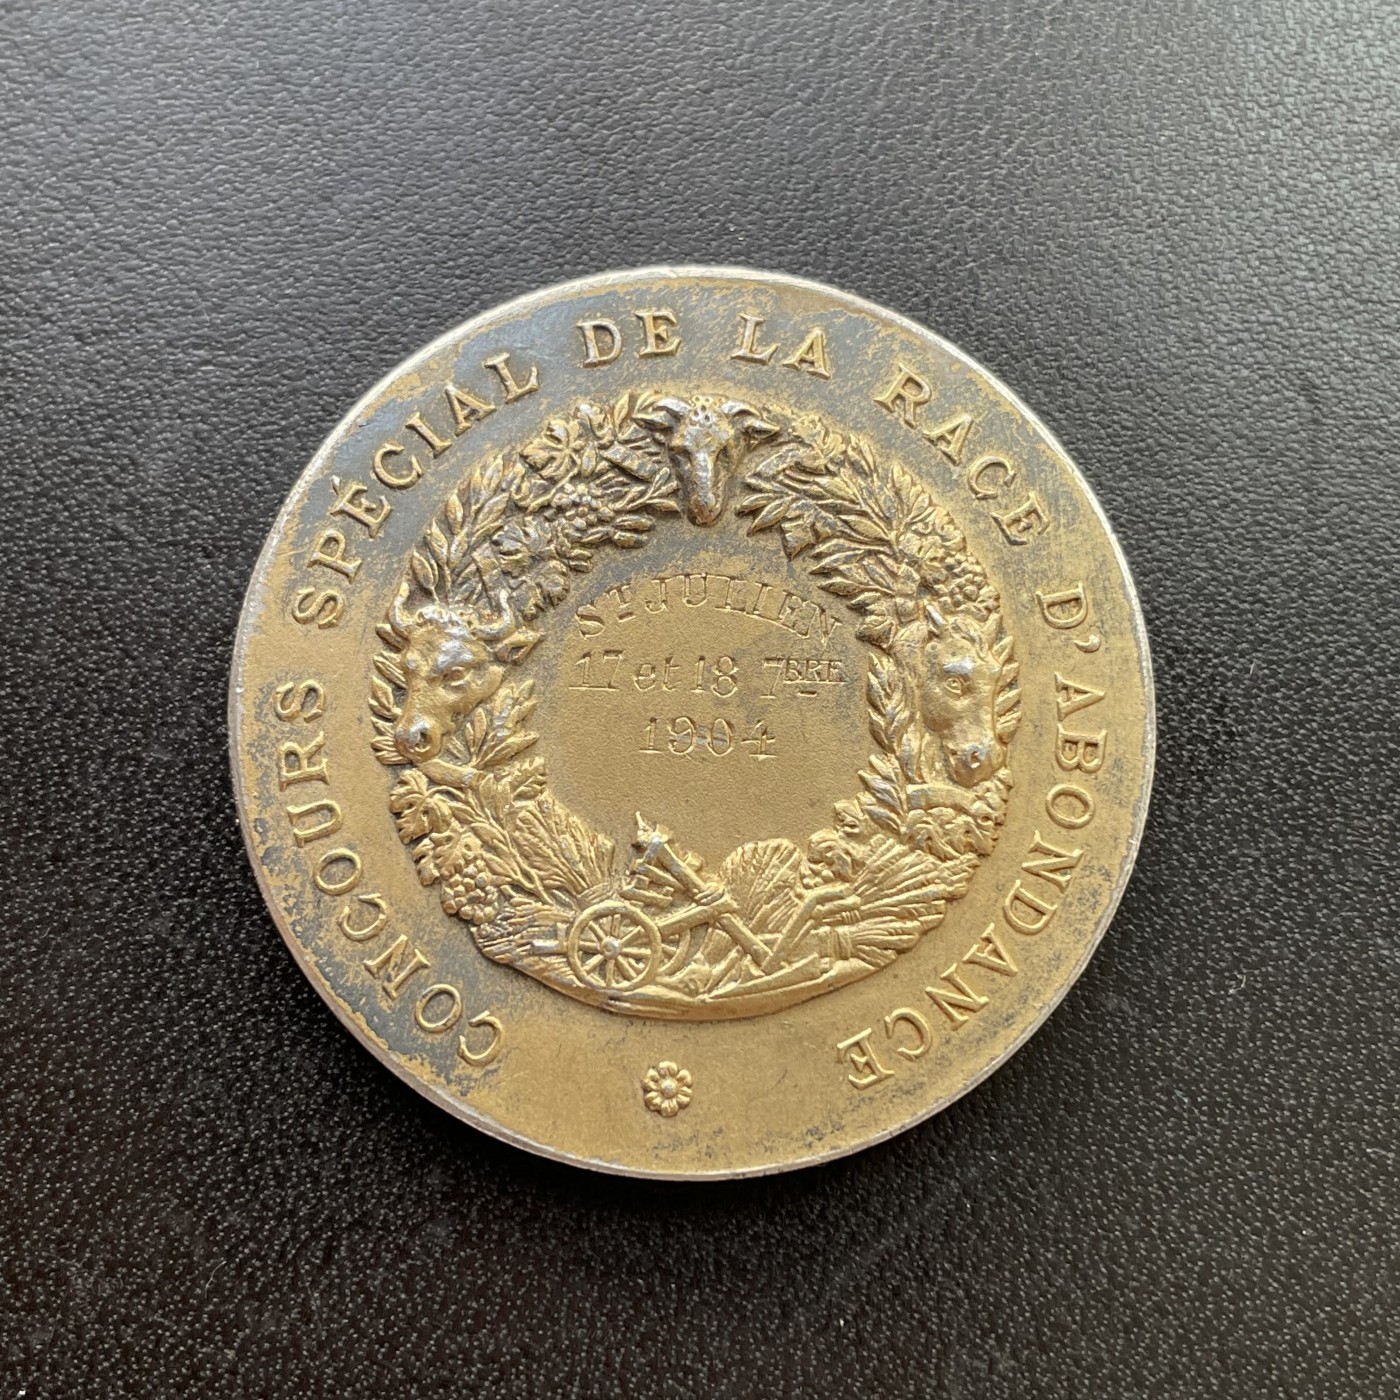 CONCOURS SPÉCIAL DE LA RACE D'ABONDANCE
ST JULIEN
17 et 18 7BRE
1904